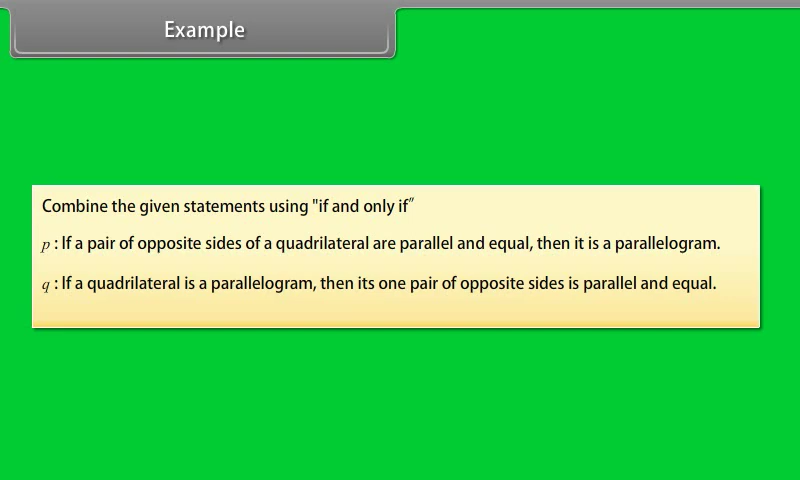 Example
Combine the given statements using "if and only if″
p : If a pair of opposite sides of a quadrilateral are parallel and equal, then it is a parallelogram.
q : If a quadrilateral is a parallelogram, then its one pair of opposite sides is parallel and equal.